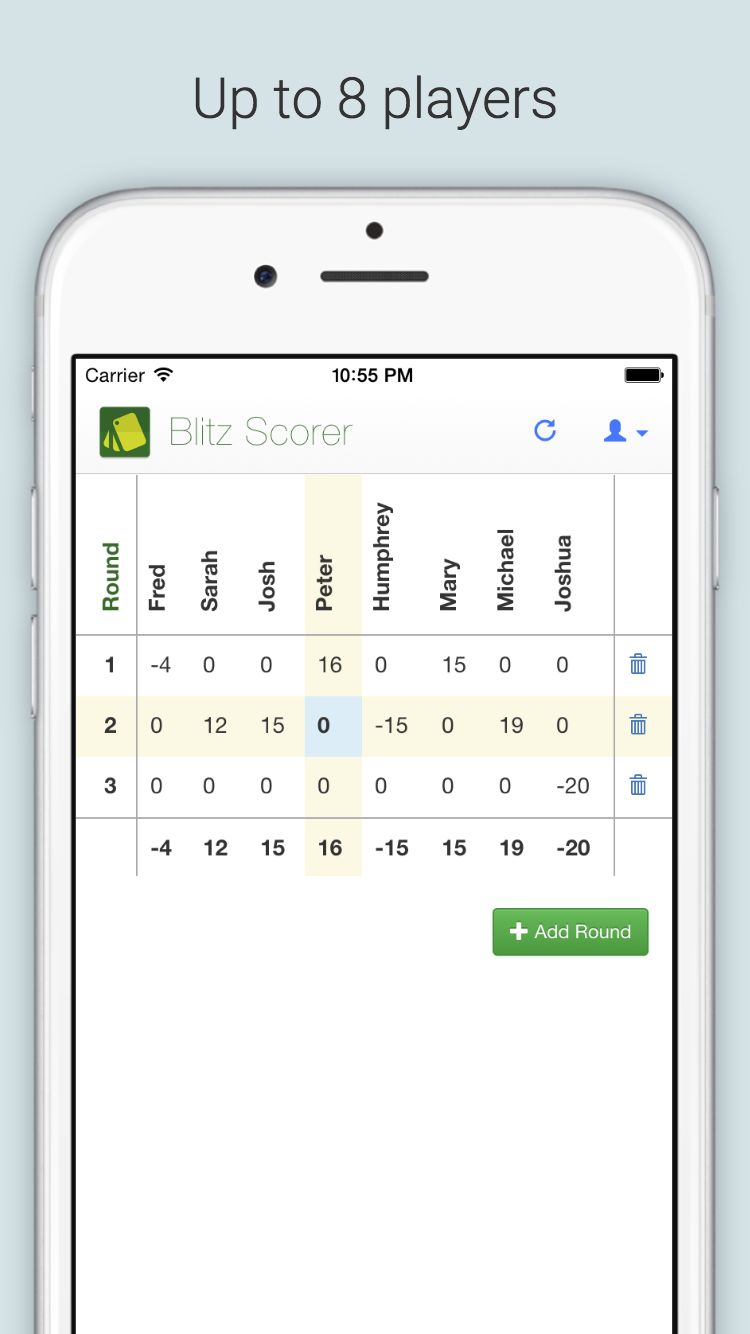 Up to 8 players
Carrier 10:55 PM
Blitz Scorer
Round Fred Sarah Josh Peter Humphrey Mary Michael Joshua
1 -4 0 0 16 0 15 0 0
2 0 12 15 0 -15 0 19 0
3 0 0 0 0 0 0 0 -20
-4 12 15 16 -15 15 19 -20
Add Round